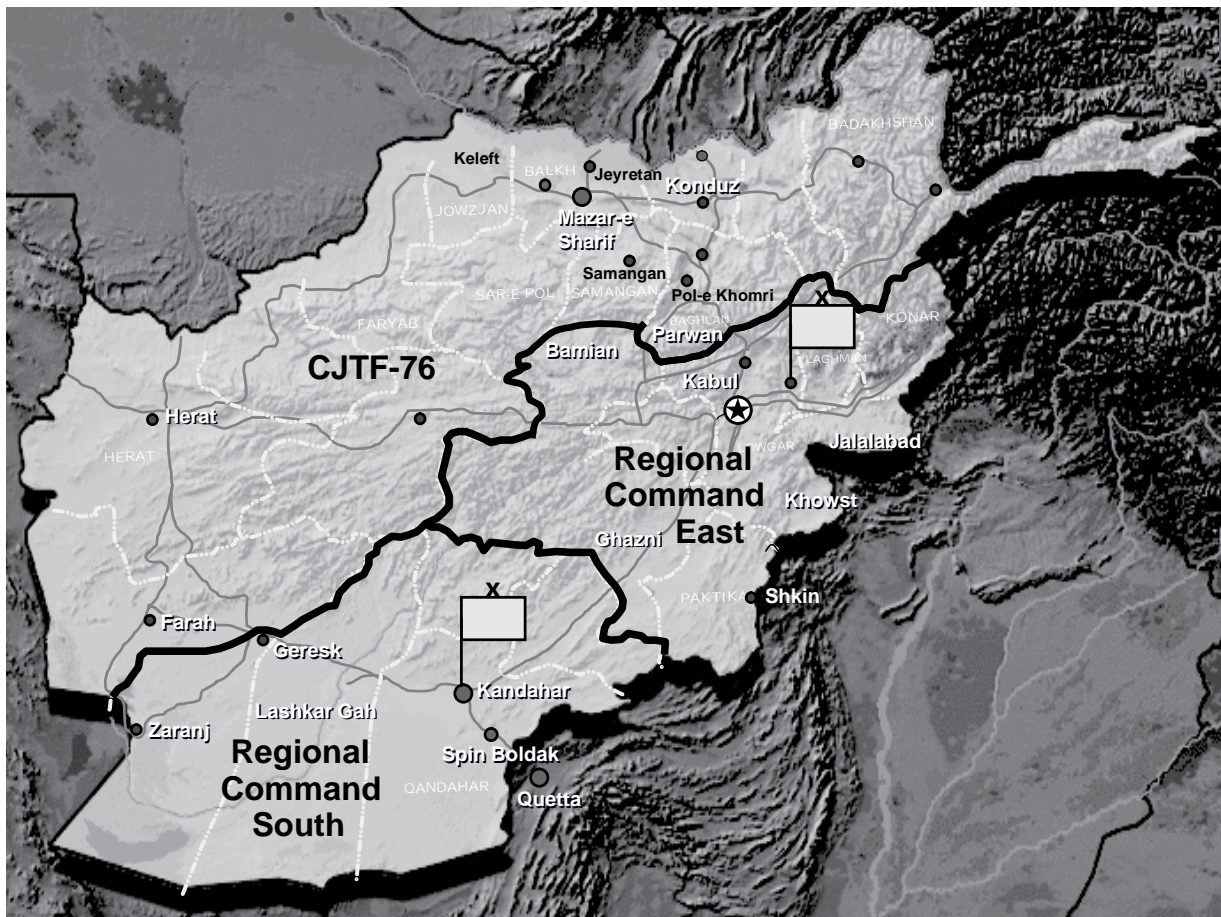 BADAKHSHAN
Keleft
BALKH
Jeyretan
Konduz
JOWZJAN
Mazar-e
Sharif
Samangan
SAR-E POL
SAMANGAN
Pol-e Khomri
X
BAGHLAN
KONAR
FARYAB
Parwan
Bamian
LAGHMAN
CJTF-76
Kabul
Herat
HERAT
Jalalabad
OWGAR
Regional
Command
East
Khowst
Ghazni
X
PAKTIKA
Shkin
Farah
Geresk
Kandahar
Lashkar Gah
Zaranj
Spin Boldak
Regional
Command
South
QANDAHAR
Quetta